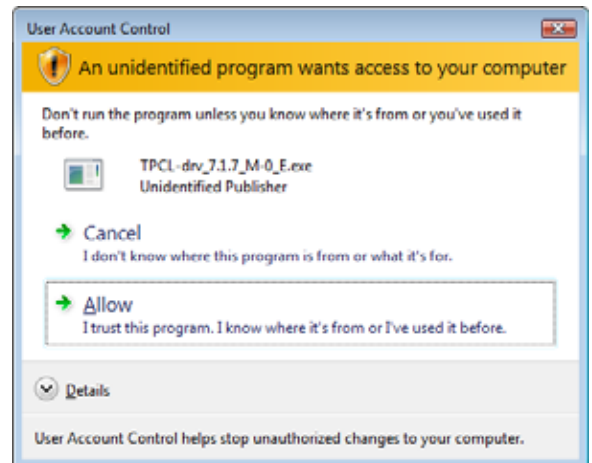 User Account Control
An unidentified program wants access to your computer
Don't run the program unless you know where it's from or you've used it
before.
TPCL-drv_7.1.7_M-0_E.exe
Unidentified Publisher
Cancel
I don't know where this program is from or what it's for.
Allow
I trust this program. I know where it's from or I've used it before.
Details
User Account Control helps stop unauthorized changes to your computer.